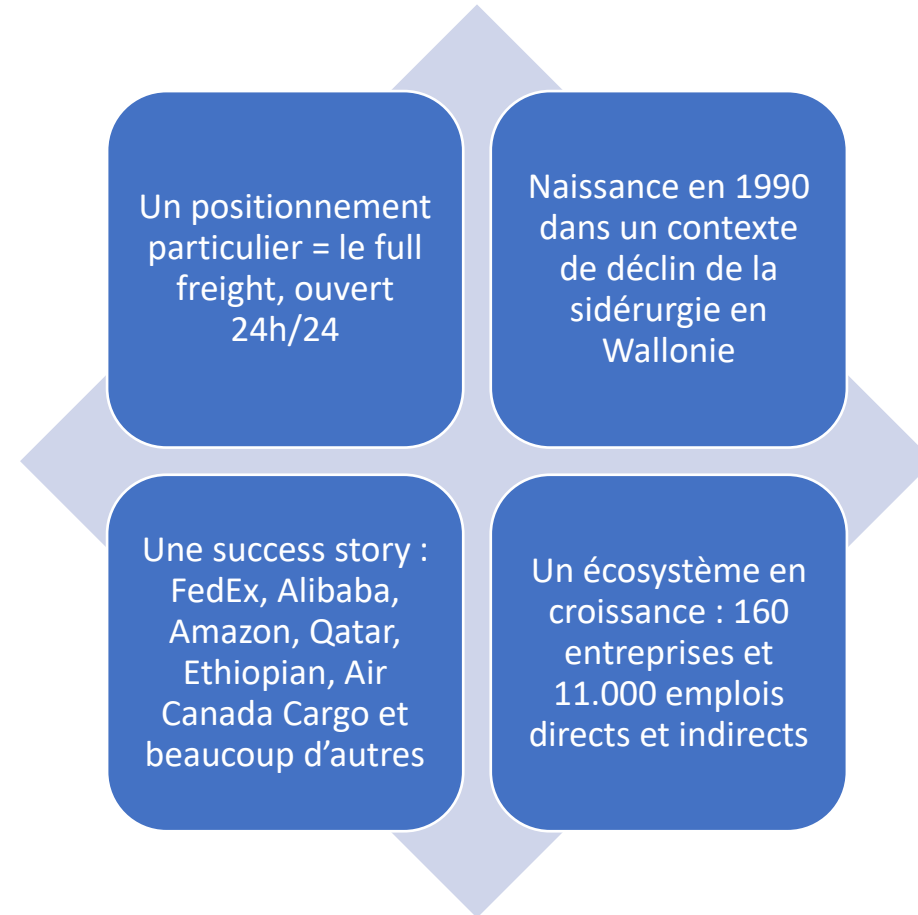 Un positionnement
particulier = le full
freight, ouvert
24h/24
Naissance en 1990
dans un contexte
de déclin de la
sidérurgie en
Wallonie
Une success story :
FedEx, Alibaba,
Amazon, Qatar,
Ethiopian, Air
Canada Cargo et
beaucoup d’autres
Un écosystème en
croissance : 160
entreprises et
11.000 emplois
directs et indirects